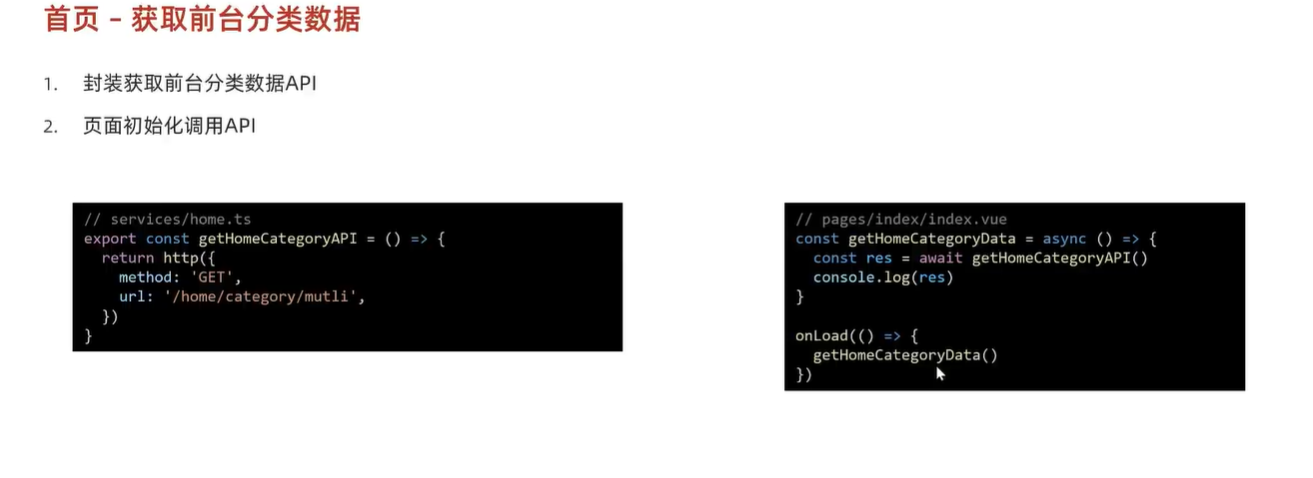 首页 - 获取前台分类数据
1. 封装获取前台分类数据API
2. 页面初始化调用API
// services/home.ts
export const getHomeCategoryAPI = () => {
  return http({
    method: 'GET',
    url: '/home/category/mutli',
  })
}
// pages/index/index.vue
const getHomeCategoryData = async () => {
  const res = await getHomeCategoryAPI()
  console.log(res)
}
onLoad(() => {
  getHomeCategoryData()
})